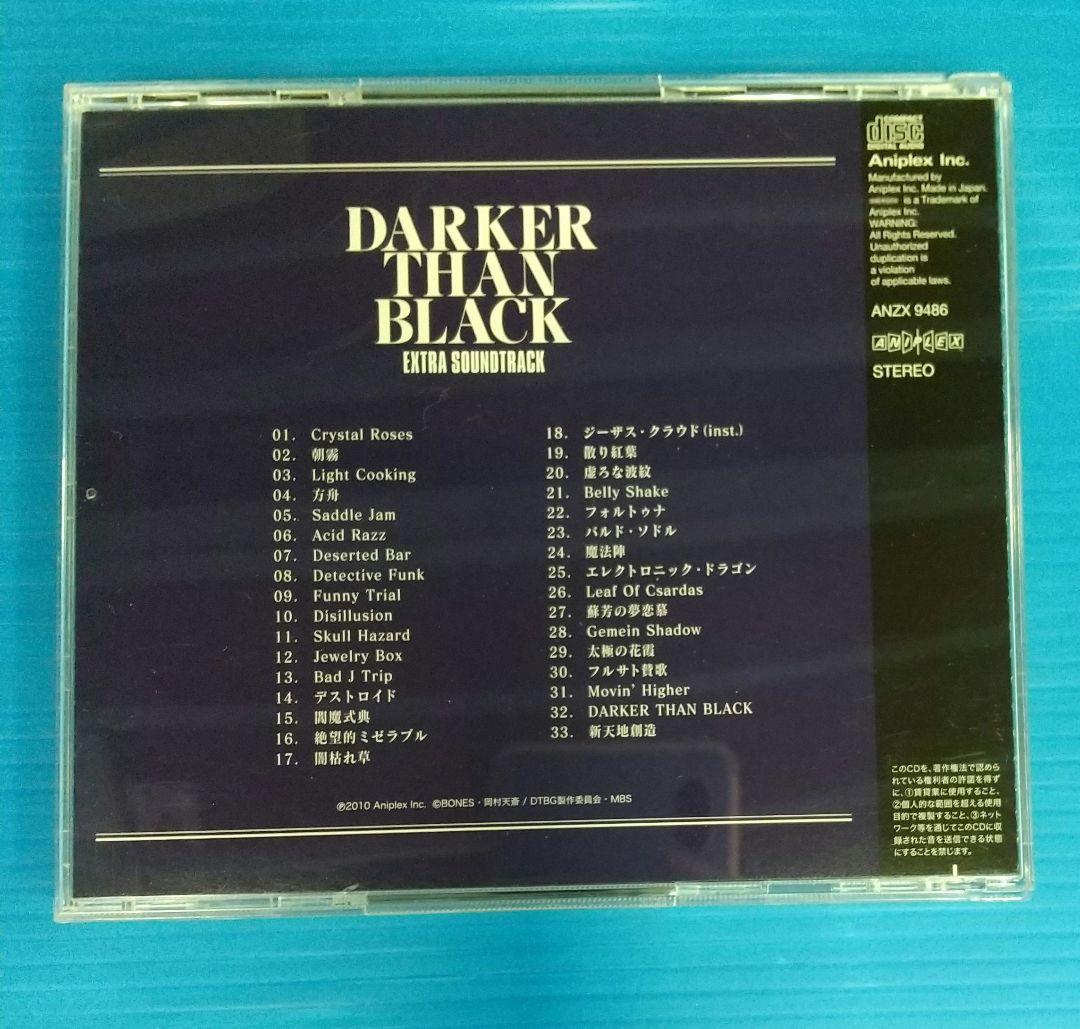 DARKER
THAN
BLACK
EXTRA SOUNDTRACK
01. Crystal Roses
02. 朝霧
03. Light Cooking
04. 方舟
05. Saddle Jam
06. Acid Razz
07. Deserted Bar
08. Detective Funk
09. Funny Trial
10. Disillusion
11. Skull Hazard
12. Jewelry Box
13. Bad J Trip
14. デストロイド
15. 閻魔式典
16. 絶望的ミゼラブル
17. 闇枯れ草
18. ジーザス・クラウド(inst.)
19. 散り紅葉
20. 虚ろな波紋
21. Belly Shake
22. フォルトゥナ
23. バルド・ソドル
24. 魔法陣
25. エレクトロニック・ドラゴン
26. Leaf Of Csardas
27. 蘇芳の夢恋慕
28. Gemein Shadow
29. 太極の花霞
30. フルサト賛歌
31. Movin' Higher
32. DARKER THAN BLACK
33. 新天地創造
℗2010 Aniplex Inc. ©BONES・岡村天斎 / DTBG製作委員会・MBS
COMPACT
disc
DIGITAL AUDIO
Aniplex Inc.
Manufactured by
Aniplex Inc. Made in Japan.
is a Trademark of
Aniplex Inc.
WARNING:
All Rights Reserved.
Unauthorized
duplication is
a violation
of applicable laws.
ANZX 9486
ANIPLEX
STEREO
このCDを、著作権法で認めら
れている権利者の許諾を得ず
に、①賃貸業に使用すること、
②個人的な範囲を超える使用
目的で複製すること、③ネット
ワーク等を通じてこのCDに収
録された音を送信できる状態
にすることを禁じます。